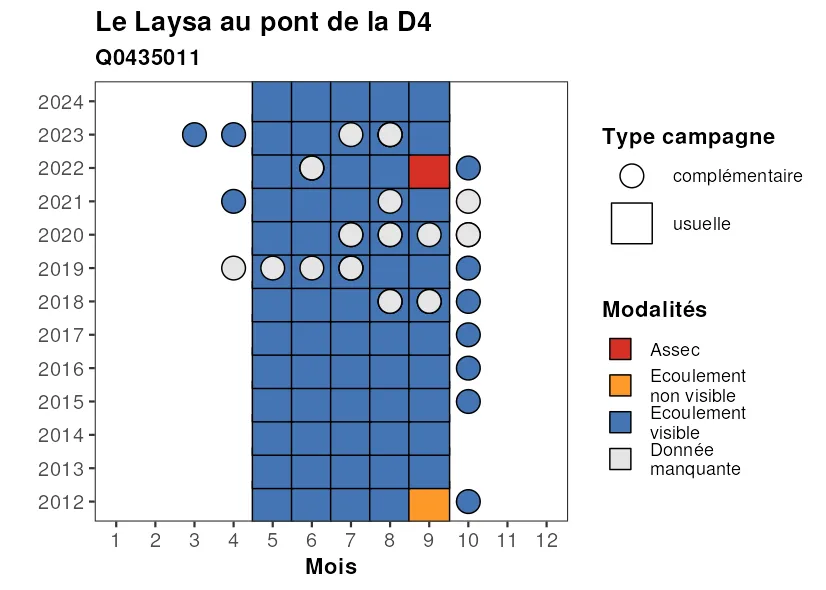 Le Laysa au pont de la D4
Q0435011
2024
2023
2022
2021
2020
2019
2018
2017
2016
2015
2014
2013
2012
1 2 3 4 5 6 7 8 9 10 11 12
Mois
Type campagne
complémentaire
usuelle
Modalités
Assec
Ecoulement
non visible
Ecoulement
visible
Donnée
manquante